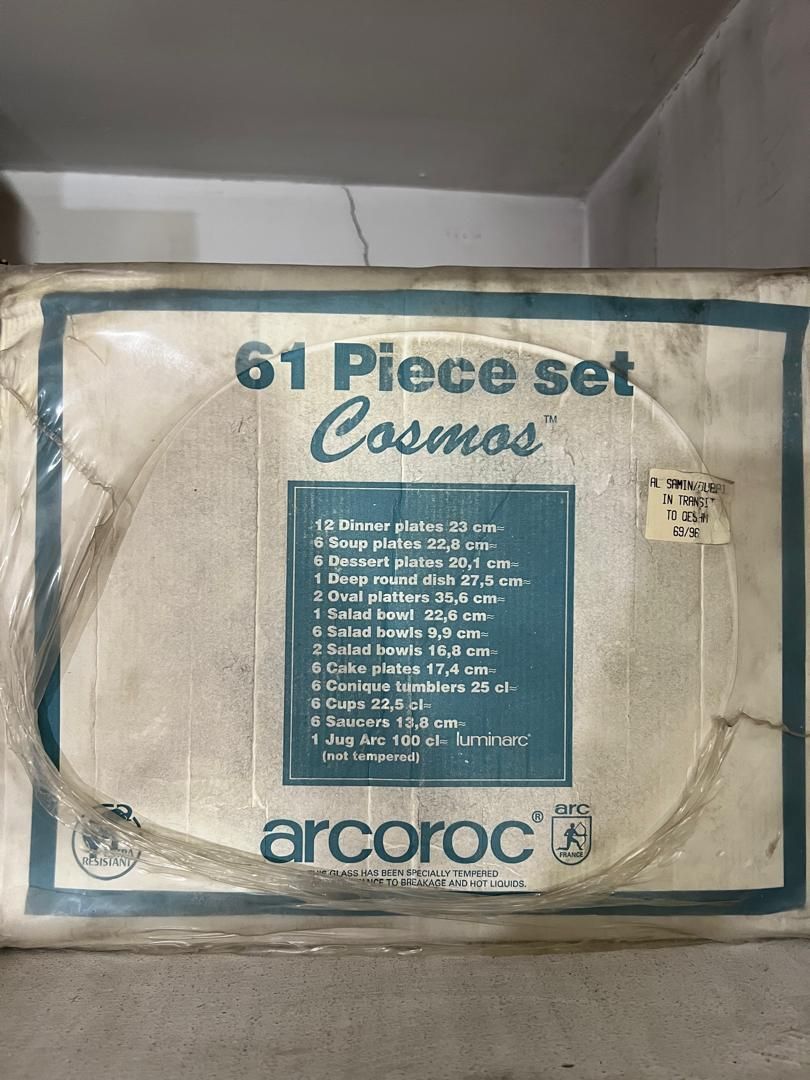 61 Piece set
Cosmos™
AL SAMIN/DUBAI
IN TRANSIT
TO
69/96
12 Dinner plates 23 cm≈
6 Soup plates 22,8 cm≈
6 Dessert plates 20,1 cm≈
1 Deep round dish 27,5 cm≈
2 Oval platters 35,6 cm≈
1 Salad bowl 22,6 cm≈
6 Salad bowls 9,9 cm≈
2 Salad bowls 16,8 cm≈
6 Cake plates 17,4 cm≈
6 Conique tumblers 25 cl≈
6 Cups 22,5 cl≈
6 Saucers 13,8 cm≈
1 Jug Arc 100 cl≈ luminarc®
(not tempered)
RESISTANT
arcoroc®
arc
FRANCE
THIS GLASS HAS BEEN SPECIALLY TEMPERED
TO BREAKAGE AND HOT LIQUIDS.